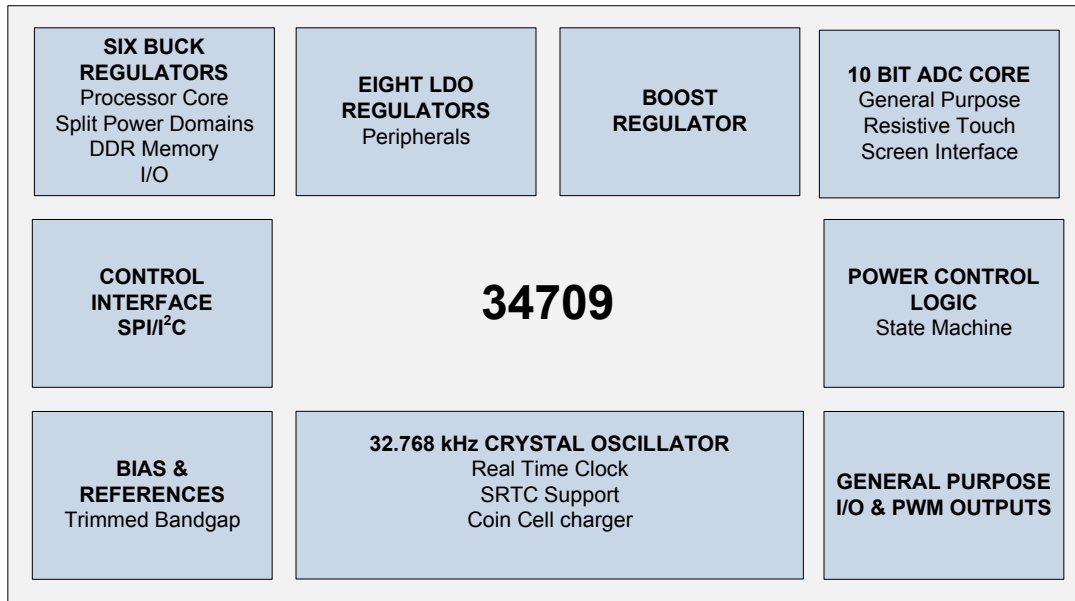 SIX BUCK
REGULATORS
Processor Core
Split Power Domains
DDR Memory
I/O
EIGHT LDO
REGULATORS
Peripherals
BOOST
REGULATOR
10 BIT ADC CORE
General Purpose
Resistive Touch
Screen Interface
CONTROL
INTERFACE
SPI/I²C
34709
POWER CONTROL
LOGIC
State Machine
BIAS &
REFERENCES
Trimmed Bandgap
32.768 kHz CRYSTAL OSCILLATOR
Real Time Clock
SRTC Support
Coin Cell charger
GENERAL PURPOSE
I/O & PWM OUTPUTS